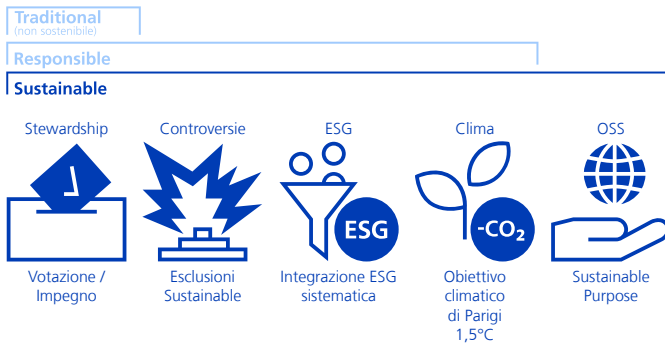 Traditional
(non sostenibile)
Responsible
Sustainable
Stewardship
Controversie
ESG
Clima
OSS
ESG
-CO₂
Votazione /
Impegno
Esclusioni
Sustainable
Integrazione ESG
sistematica
Obiettivo
climatico
di Parigi
1,5°C
Sustainable
Purpose